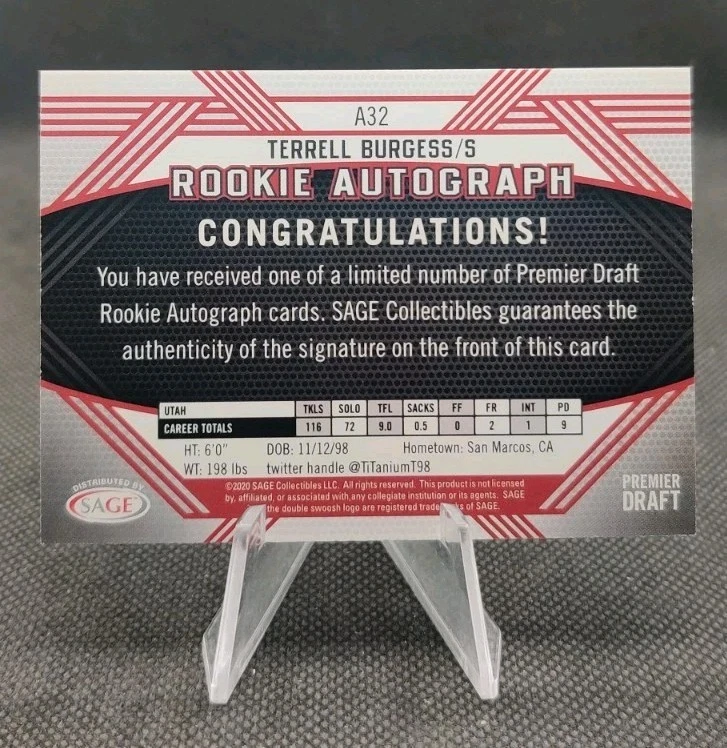 A32
TERRELL BURGESS/S
ROOKIE AUTOGRAPH
CONGRATULATIONS!
You have received one of a limited number of Premier Draft
Rookie Autograph cards. SAGE Collectibles guarantees the
authenticity of the signature on the front of this card.
UTAH TKLS SOLO TFL SACKS FF FR INT PD
CAREER TOTALS 116 72 9.0 0.5 0 2 1 9
HT: 6'0" DOB: 11/12/98 Hometown: San Marcos, CA
WT: 198 lbs twitter handle @TiTaniumT98
©2020 SAGE Collectibles LLC. All rights reserved. This product is not licensed
by, affiliated, or associated with any collegiate institution or its agents. SAGE
the double swoosh logo are registered of SAGE.
DISTRIBUTED BY
SAGE
PREMIER
DRAFT